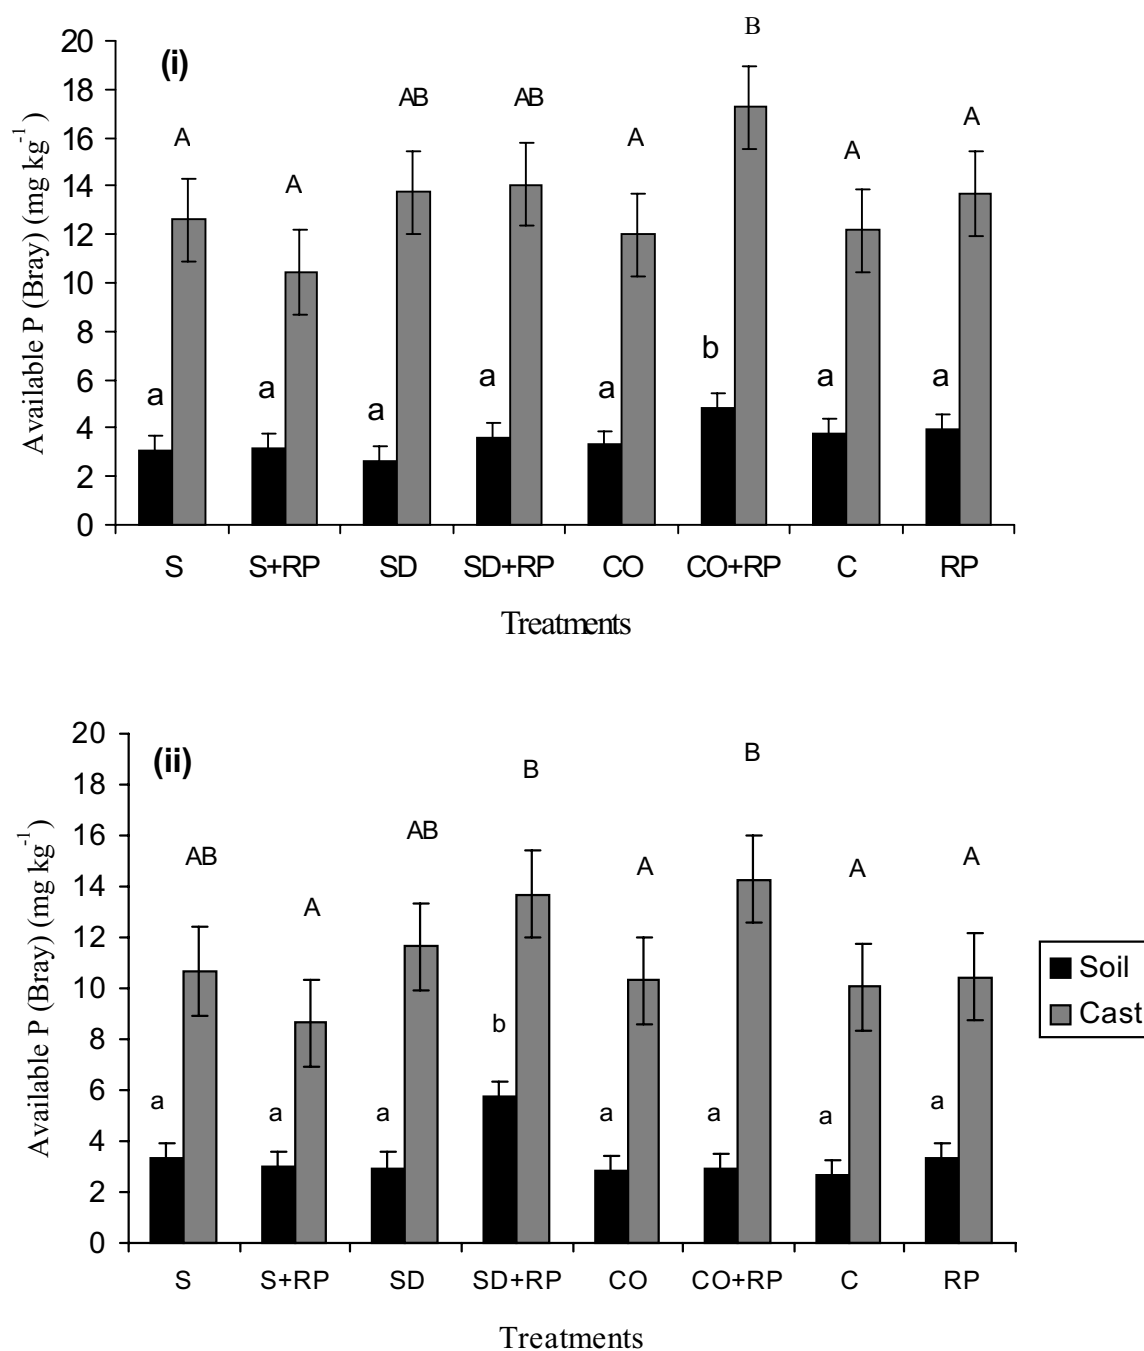 (i)
Available P (Bray) (mg kg-1)
20
18
16
14
12
10
8
6
4
2
0
a A a A a AB a AB a A b B a A a A
S S+RP SD SD+RP CO CO+RP C RP
Treatments
(ii)
Available P (Bray) (mg kg-1)
20
18
16
14
12
10
8
6
4
2
0
a AB a A a AB b B a A a B a A a A
S S+RP SD SD+RP CO CO+RP C RP
Treatments
Soil
Cast